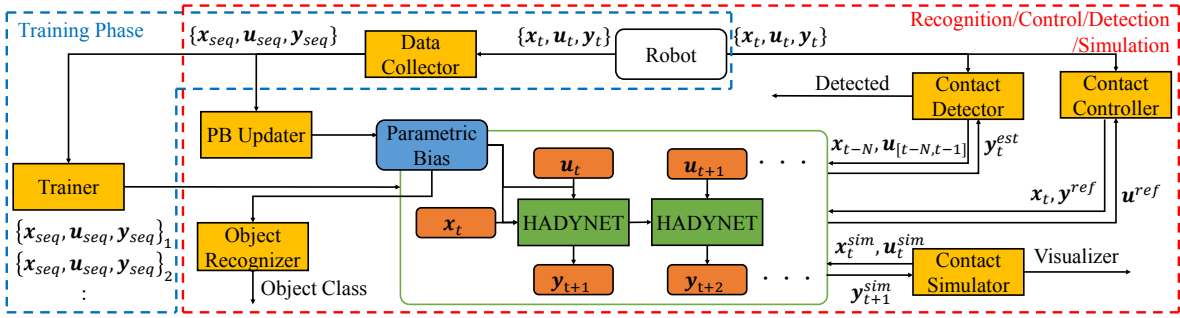 Training Phase
Recognition/Control/Detection
/Simulation
{x_seq, u_seq, y_seq}
Data
Collector
{x_t, u_t, y_t}
Robot
{x_t, u_t, y_t}
Detected
Contact
Detector
Contact
Controller
PB Updater
Parametric
Bias
Trainer
{x_seq, u_seq, y_seq}_1
{x_seq, u_seq, y_seq}_2
:
Object
Recognizer
Object Class
x_t
u_t
HADYNET
y_{t+1}
u_{t+1}
HADYNET
y_{t+2}
· · ·
· · ·
x_{t-N}, u_{[t-N,t-1]}
y_t^{est}
x_t, y^{ref}
u^{ref}
x_t^{sim}, u_t^{sim}
y_{t+1}^{sim}
Contact
Simulator
Visualizer